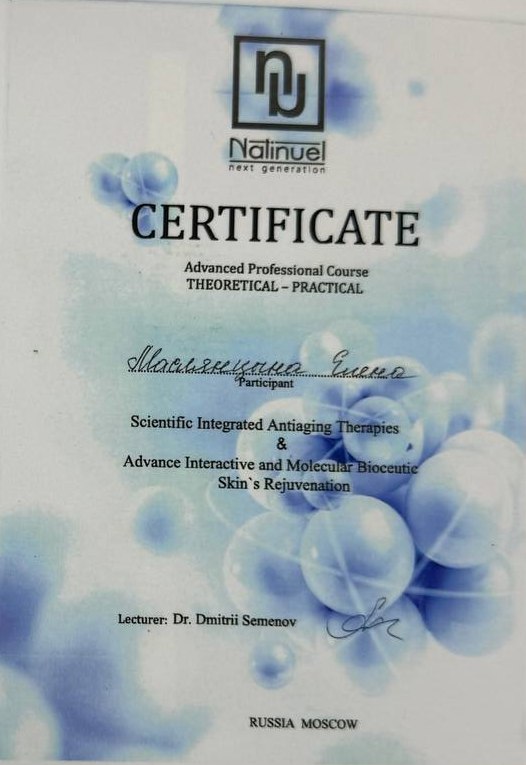 Natinuel
next generation
CERTIFICATE
Advanced Professional Course
THEORETICAL – PRACTICAL
Маслянцына Елена
Participant
Scientific Integrated Antiaging Therapies
&
Advance Interactive and Molecular Bioceutic
Skin`s Rejuvenation
Lecturer: Dr. Dmitrii Semenov
RUSSIA MOSCOW